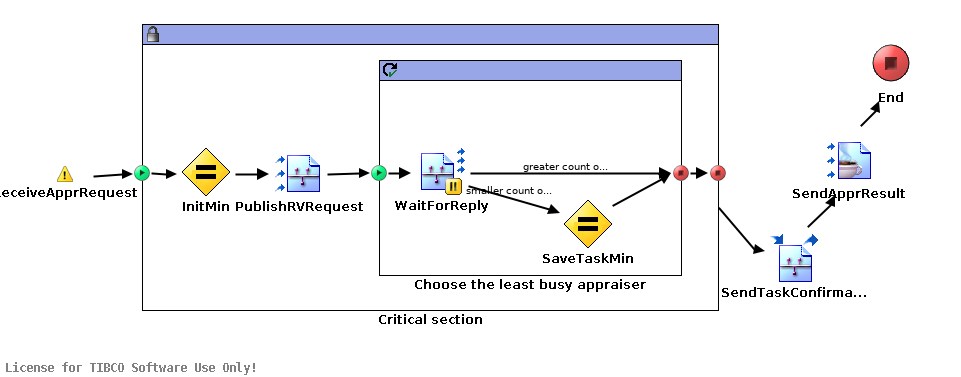 End
greater count o...
eceiveApprRequest
InitMin
PublishRVRequest
WaitForReply
smaller count o...
SendApprResult
SaveTaskMin
Choose the least busy appraiser
SendTaskConfirma...
Critical section
License for TIBCO Software Use Only!